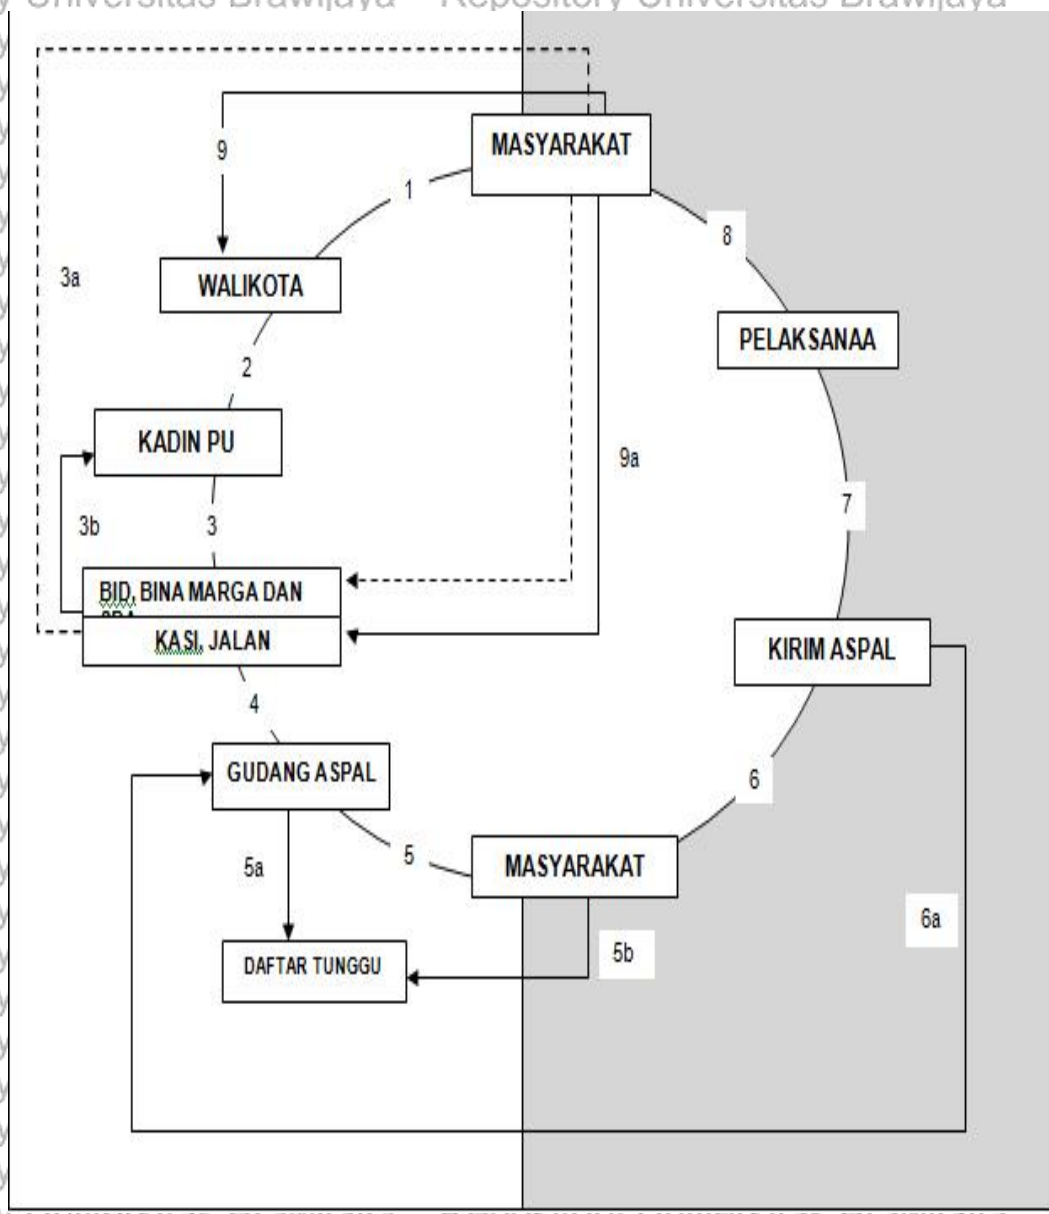 Universitas Brawijaya Repository Universitas Brawijaya
MASYARAKAT
9
1
8
3a
WALIKOTA
PELAKSANAA
2
KADIN PU
9a
3b
3
7
BID, BINA MARGA DAN
KASI, JALAN
KIRIM ASPAL
4
GUDANG ASPAL
6
5a
5
MASYARAKAT
6a
DAFTAR TUNGGU
5b